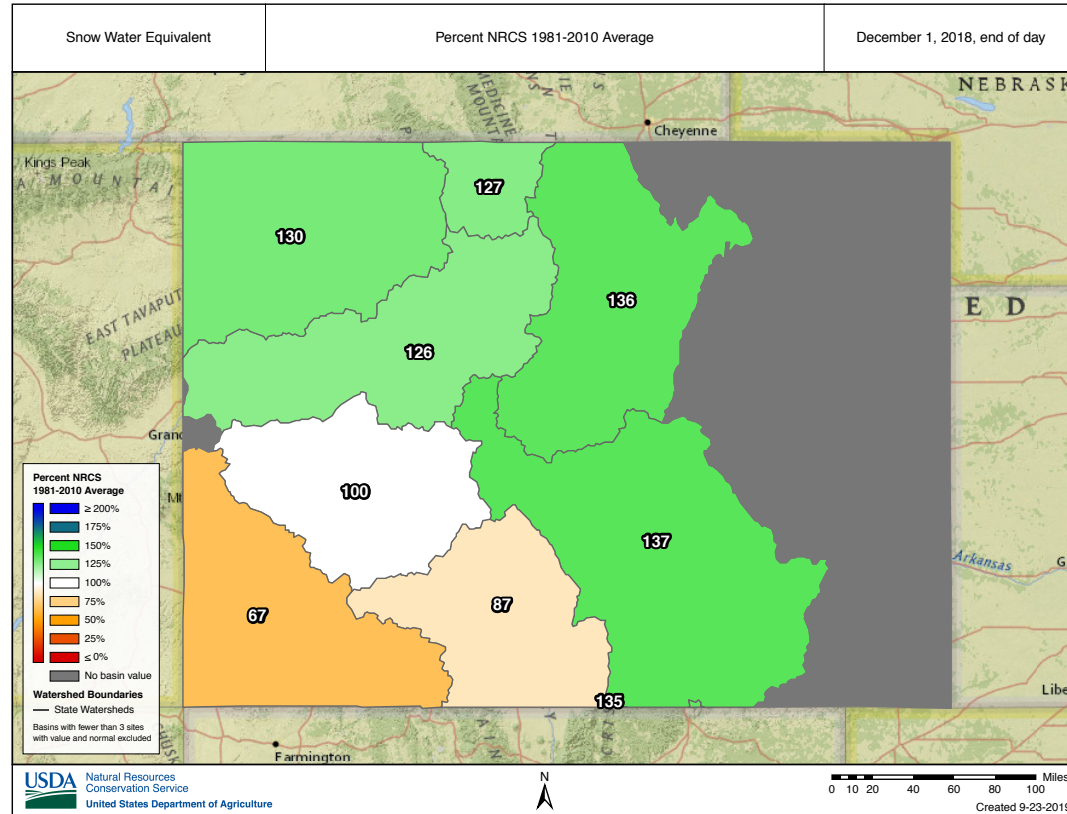 Snow Water Equivalent
Percent NRCS 1981-2010 Average
December 1, 2018, end of day
NEBRASK
MEDICINE
MOUNT
Cheyenne
Kings Peak
A MOUNTAI
127
130
136
E D
EAST TAVAPUT
PLATEAU
126
Grand
100
137
Arkansas
G
67
87
135
Libe
Farmington
Percent NRCS
1981-2010 Average
≥ 200%
175%
150%
125%
100%
75%
50%
25%
≤ 0%
No basin value
Watershed Boundaries
State Watersheds
Basins with fewer than 3 sites
with value and normal excluded
USDA
Natural Resources
Conservation Service
United States Department of Agriculture
N
Miles
0 10 20 40 60 80 100
Created 9-23-2019